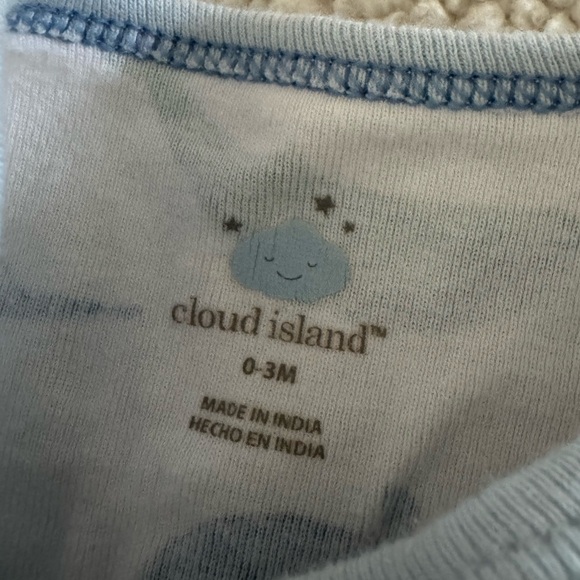 cloud island™
0-3M
MADE IN INDIA
HECHO EN INDIA